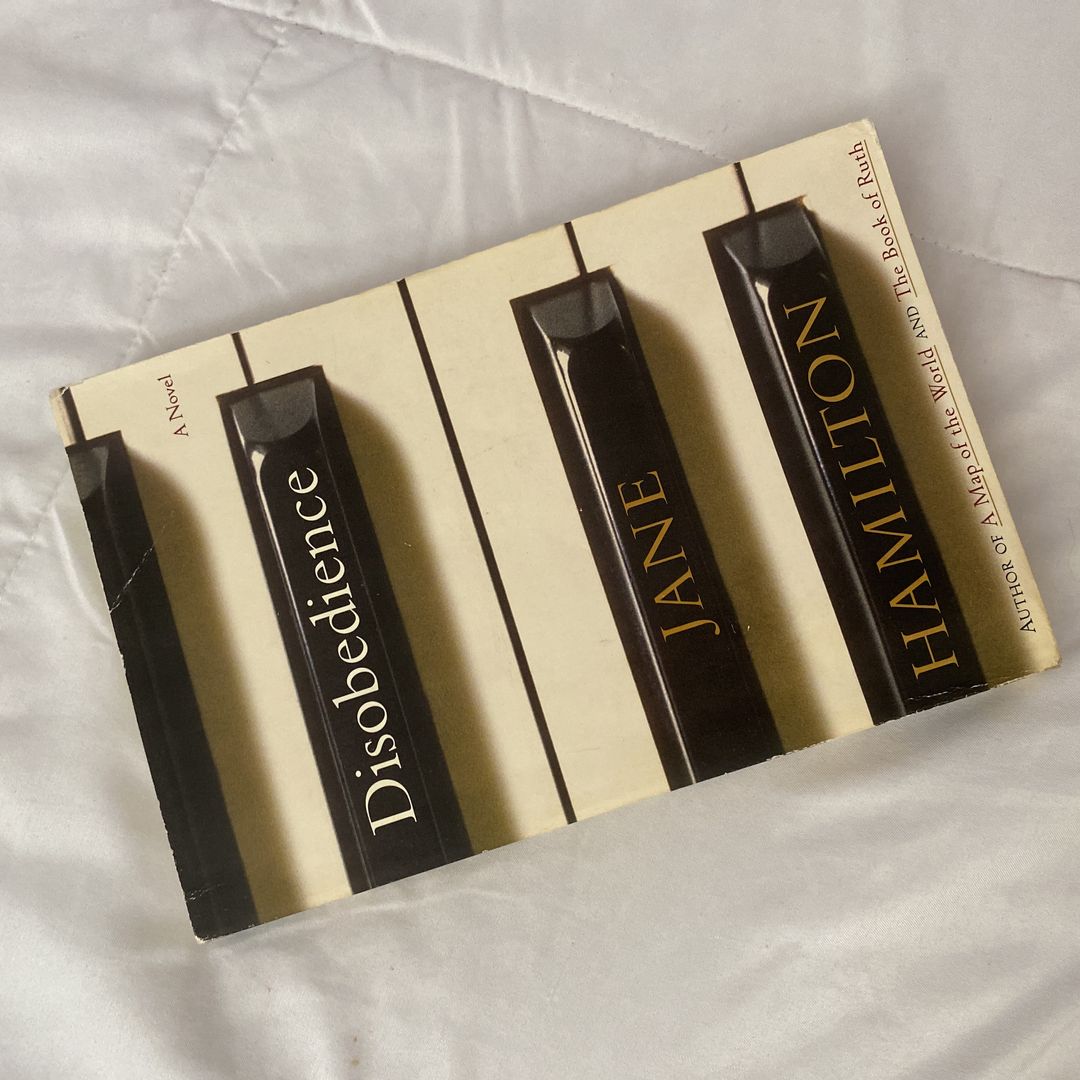 A Novel
Disobedience
JANE
HAMILTON
AUTHOR OF A Map of the World AND The Book of Ruth